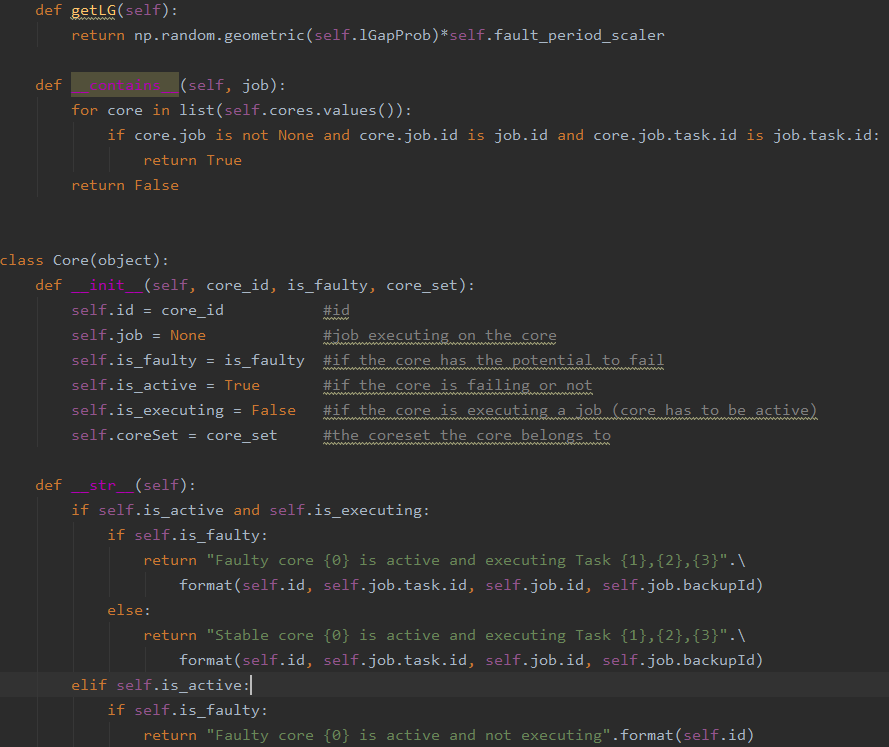 def getLG(self):
return np.random.geometric(self.lGapProb)*self.fault_period_scaler
def __contains__(self, job):
for core in list(self.cores.values()):
if core.job is not None and core.job.id is job.id and core.job.task.id is job.task.id:
return True
return False
class Core(object):
def __init__(self, core_id, is_faulty, core_set):
self.id = core_id #id
self.job = None #job executing on the core
self.is_faulty = is_faulty #if the core has the potential to fail
self.is_active = True #if the core is failing or not
self.is_executing = False #if the core is executing a job (core has to be active)
self.coreSet = core_set #the coreset the core belongs to
def __str__(self):
if self.is_active and self.is_executing:
if self.is_faulty:
return "Faulty core {0} is active and executing Task {1},{2},{3}".\
format(self.id, self.job.task.id, self.job.id, self.job.backupId)
else:
return "Stable core {0} is active and executing Task {1},{2},{3}".\
format(self.id, self.job.task.id, self.job.id, self.job.backupId)
elif self.is_active:
if self.is_faulty:
return "Faulty core {0} is active and not executing".format(self.id)